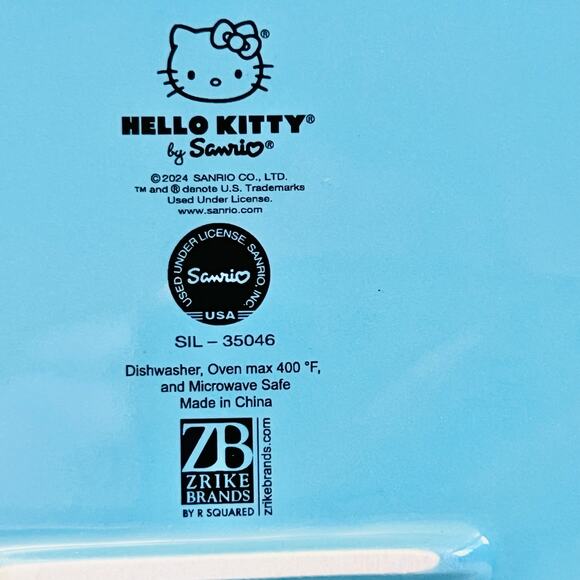 HELLO KITTY®
by Sanrio®
© 2024 SANRIO CO., LTD.
TM and ® denote U.S. Trademarks
Used Under License.
www.sanrio.com
USED UNDER LICENSE. SANRIO, INC.
Sanrio
USA
SIL – 35046
Dishwasher, Oven max 400 °F,
and Microwave Safe
Made in China
ZB
ZRIKE
BRANDS
BY R SQUARED
zrikebrands.com